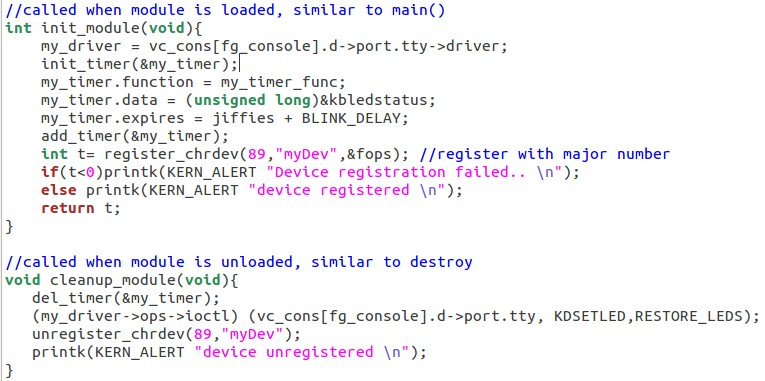 //called when module is loaded, similar to main()
int init_module(void){
    my_driver = vc_cons[fg_console].d->port.tty->driver;
    init_timer(&my_timer);
    my_timer.function = my_timer_func;
    my_timer.data = (unsigned long)&kbledstatus;
    my_timer.expires = jiffies + BLINK_DELAY;
    add_timer(&my_timer);
    int t= register_chrdev(89,"myDev",&fops); //register with major number
    if(t<0)printk(KERN_ALERT "Device registration failed.. \n");
    else printk(KERN_ALERT "device registered \n");
    return t;
}

//called when module is unloaded, similar to destroy
void cleanup_module(void){
   del_timer(&my_timer);
   (my_driver->ops->ioctl) (vc_cons[fg_console].d->port.tty, KDSETLED,RESTORE_LEDS);
   unregister_chrdev(89,"myDev");
   printk(KERN_ALERT "device unregistered \n");
}